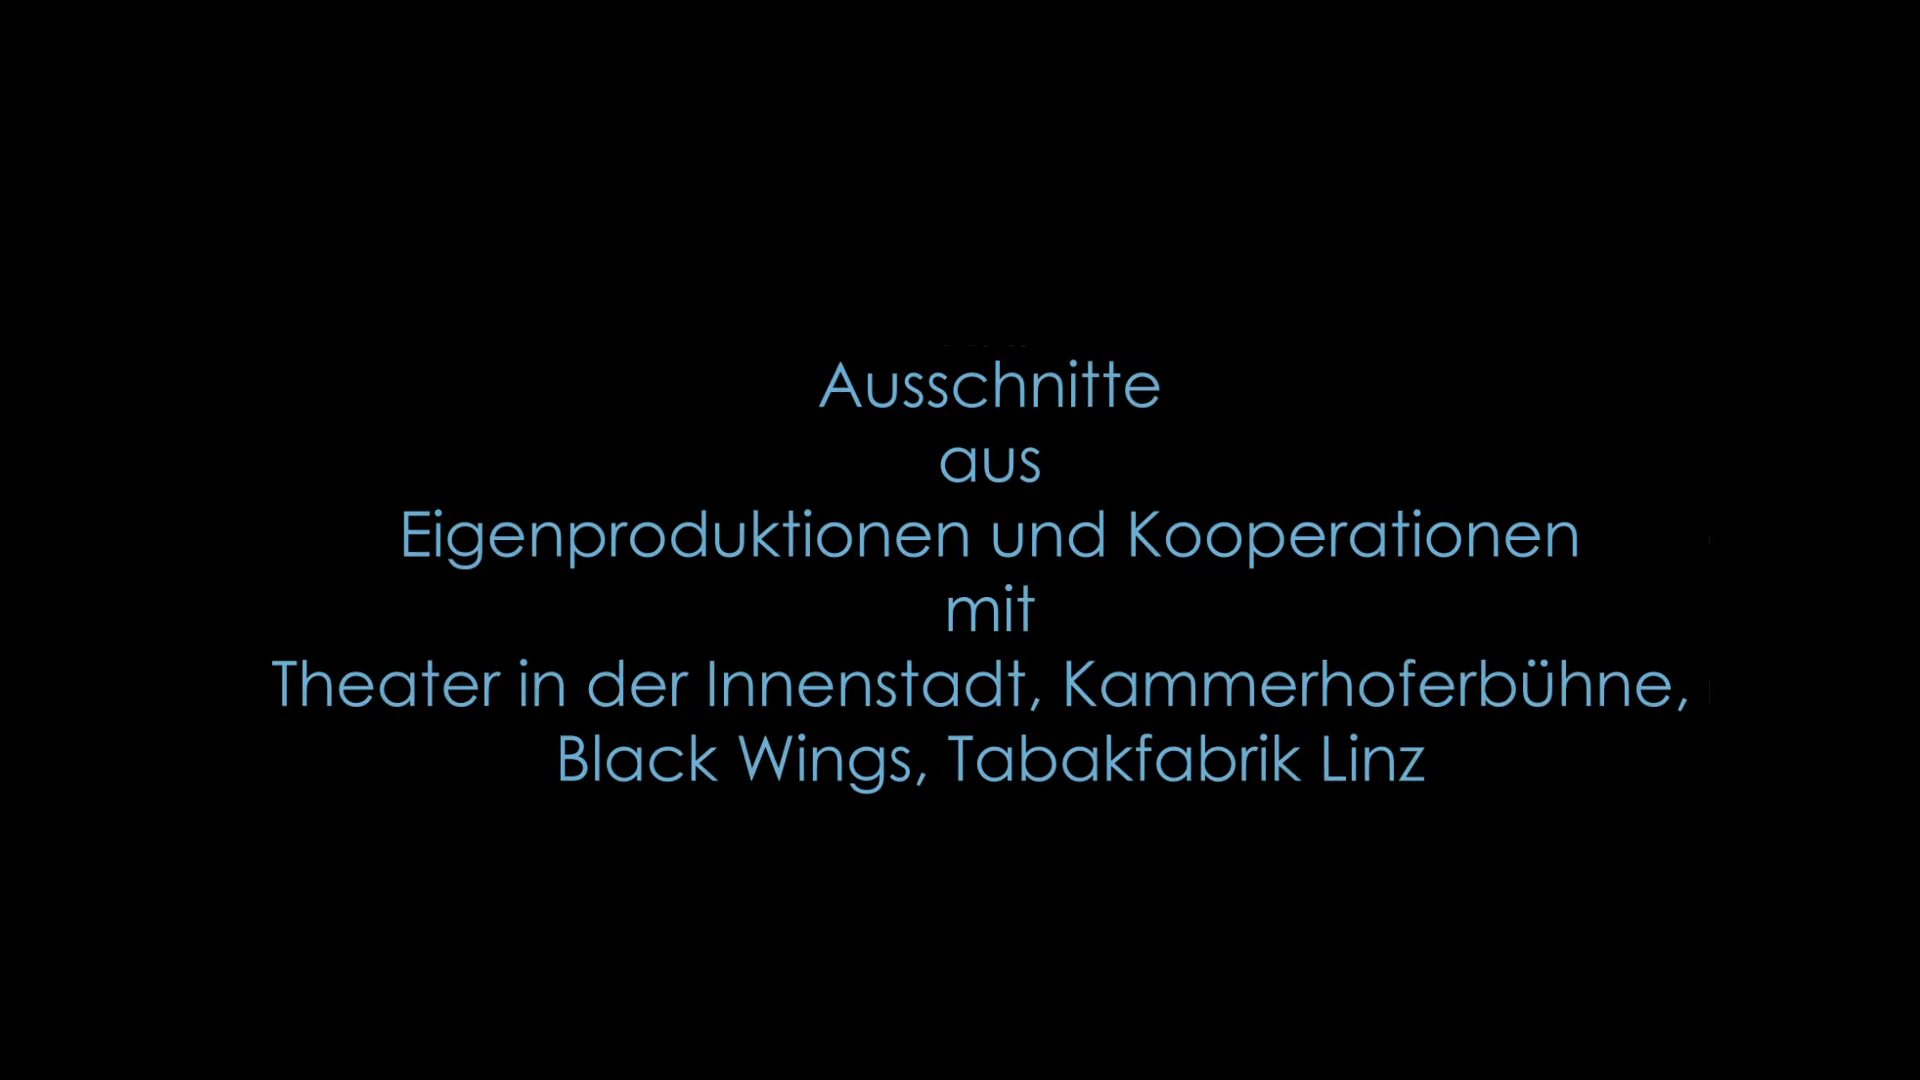 Ausschnitte
aus
Eigenproduktionen und Kooperationen
mit
Theater in der Innenstadt, Kammerhoferbühne,
Black Wings, Tabakfabrik Linz